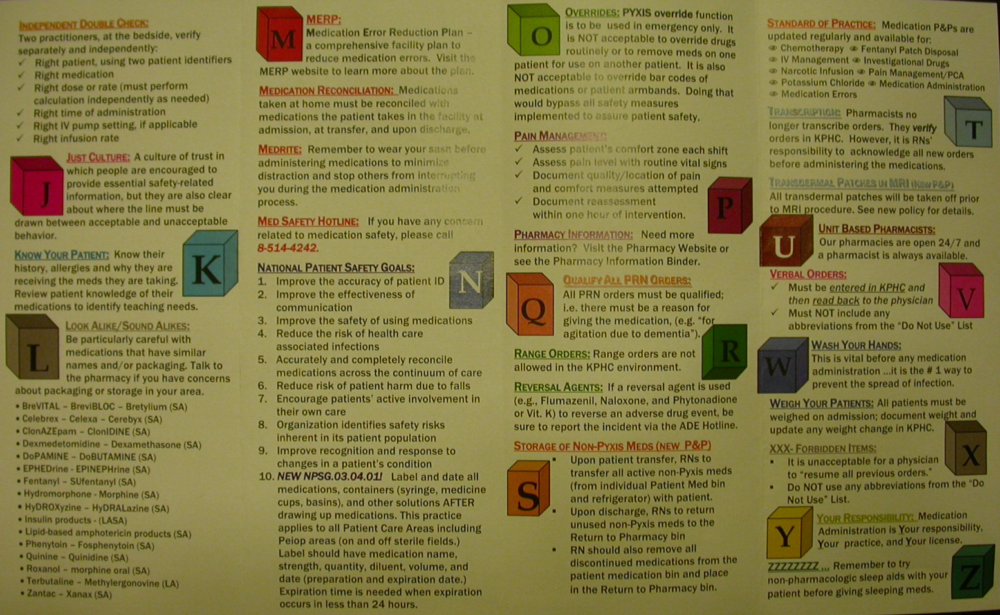 INDEPENDENT DOUBLE CHECK:
Two practitioners, at the bedside, verify
separately and independently:
✓ Right patient, using two patient identifiers
✓ Right medication
✓ Right dose or rate (must perform
calculation independently as needed)
✓ Right time of administration
✓ Right IV pump setting, if applicable
✓ Right infusion rate
J
JUST CULTURE: A culture of trust in
which people are encouraged to
provide essential safety-related
information, but they are also clear
about where the line must be
drawn between acceptable and unacceptable
behavior.
K
KNOW YOUR PATIENT: Know their
history, allergies and why they are
receiving the meds they are taking.
Review patient knowledge of their
medications to identify teaching needs.
L
LOOK ALIKE/SOUND ALIKES:
Be particularly careful with
medications that have similar
names and/or packaging. Talk to
the pharmacy if you have concerns
about packaging or storage in your area.
• BreVITAL – BreviBLOC – Bretylium (SA)
• Celebrex – Celexa – Cerebyx (SA)
• ClonAZEpam – ClonIDINE (SA)
• Dexmedetomidine – Dexamethasone (SA)
• DoPAMINE – DoBUTAMINE (SA)
• EPHEDrine - EPINEPHrine (SA)
• Fentanyl – SUfentanyl (SA)
• Hydromorphone - Morphine (SA)
• HyDROXyzine – HyDRALazine (SA)
• Insulin products - (LASA)
• Lipid-based amphotericin products (SA)
• Phenytoin – Fosphenytoin (SA)
• Quinine – Quinidine (SA)
• Roxanol – morphine oral (SA)
• Terbutaline – Methylergonovine (LA)
• Zantac – Xanax (SA)
M
MERP:
Medication Error Reduction Plan –
a comprehensive facility plan to
reduce medication errors. Visit the
MERP website to learn more about the plan.
MEDICATION RECONCILIATION: Medications
taken at home must be reconciled with
medications the patient takes in the facility at
admission, at transfer, and upon discharge.
MEDRITE: Remember to wear your sash before
administering medications to minimize
distraction and stop others from interrupting
you during the medication administration
process.
MED SAFETY HOTLINE: If you have any concern
related to medication safety, please call
8-514-4242.
N
NATIONAL PATIENT SAFETY GOALS:
1. Improve the accuracy of patient ID
2. Improve the effectiveness of
communication
3. Improve the safety of using medications
4. Reduce the risk of health care
associated infections
5. Accurately and completely reconcile
medications across the continuum of care
6. Reduce risk of patient harm due to falls
7. Encourage patients' active involvement in
their own care
8. Organization identifies safety risks
inherent in its patient population
9. Improve recognition and response to
changes in a patient's condition
10. NEW NPSG.03.04.01! Label and date all
medications, containers (syringe, medicine
cups, basins), and other solutions AFTER
drawing up medications. This practice
applies to all Patient Care Areas including
Peiop areas (on and off sterile fields.)
Label should have medication name,
strength, quantity, diluent, volume, and
date (preparation and expiration date.)
Expiration time is needed when expiration
occurs in less than 24 hours.
O
OVERRIDES: PYXIS override function
is to be used in emergency only. It
is NOT acceptable to override drugs
routinely or to remove meds on one
patient for use on another patient. It is also
NOT acceptable to override bar codes of
medications or patient armbands. Doing that
would bypass all safety measures
implemented to assure patient safety.
P
PAIN MANAGEMENT:
✓ Assess patient's comfort zone each shift
✓ Assess pain level with routine vital signs
✓ Document quality/location of pain
and comfort measures attempted
✓ Document reassessment
within one hour of intervention.
PHARMACY INFORMATION: Need more
information? Visit the Pharmacy Website or
see the Pharmacy Information Binder.
Q
QUALIFY ALL PRN ORDERS:
All PRN orders must be qualified;
i.e. there must be a reason for
giving the medication, (e.g. "for
agitation due to dementia").
R
RANGE ORDERS: Range orders are not
allowed in the KPHC environment.
REVERSAL AGENTS: If a reversal agent is used
(e.g., Flumazenil, Naloxone, and Phytonadione
or Vit. K) to reverse an adverse drug event, be
sure to report the incident via the ADE Hotline.
S
STORAGE OF NON-PYXIS MEDS (NEW P&P)
▪ Upon patient transfer, RNs to
transfer all active non-Pyxis meds
(from individual Patient Med bin
and refrigerator) with patient.
▪ Upon discharge, RNs to return
unused non-Pyxis meds to the
Return to Pharmacy bin
▪ RN should also remove all
discontinued medications from the
patient medication bin and place
in the Return to Pharmacy bin.
STANDARD OF PRACTICE: Medication P&Ps are
updated regularly and available for:
Chemotherapy Fentanyl Patch Disposal
IV Management Investigational Drugs
Narcotic Infusion Pain Management/PCA
Potassium Chloride Medication Administration
Medication Errors
T
TRANSCRIPTION: Pharmacists no
longer transcribe orders. They verify
orders in KPHC. However, it is RNs'
responsibility to acknowledge all new orders
before administering the medications.
TRANSDERMAL PATCHES IN MRI (NEW P&P)
All transdermal patches will be taken off prior
to MRI procedure. See new policy for details.
U
UNIT BASED PHARMACISTS:
Our pharmacies are open 24/7 and
a pharmacist is always available.
V
VERBAL ORDERS:
✓ Must be entered in KPHC and
then read back to the physician
✓ Must NOT include any
abbreviations from the "Do Not Use" List
W
WASH YOUR HANDS:
This is vital before any medication
administration ...it is the # 1 way to
prevent the spread of infection.
WEIGH YOUR PATIENTS: All patients must be
weighed on admission; document weight and
update any weight change in KPHC.
X
XXX- FORBIDDEN ITEMS:
▪ It is unacceptable for a physician
to "resume all previous orders."
▪ Do NOT use any abbreviations from the "Do
Not Use" List.
Y
YOUR RESPONSIBILITY: Medication
Administration is Your responsibility,
Your practice, and Your license.
Z
ZZZZZZZZ ... Remember to try
non-pharmacologic sleep aids with your
patient before giving sleeping meds.